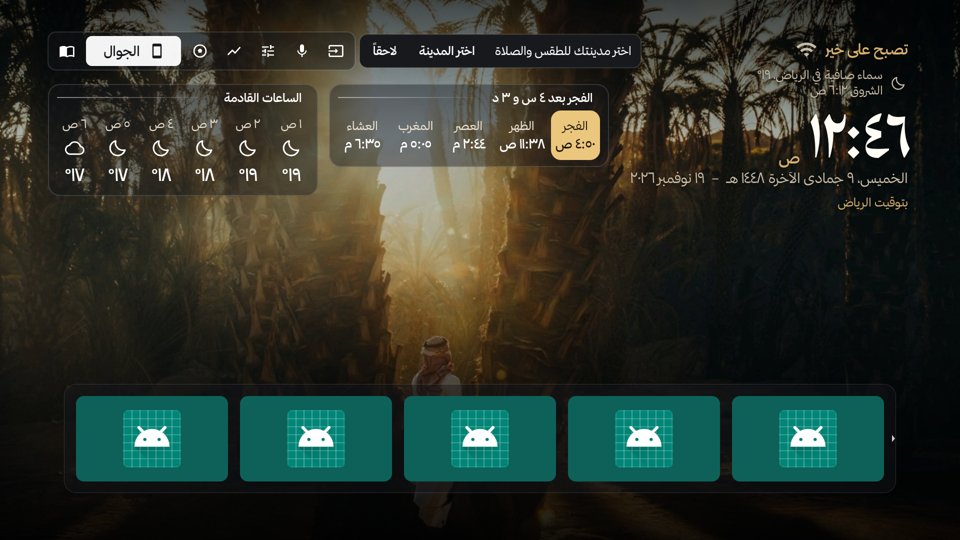 تصبح على خير
سماء صافية في الرياض، ١٩°
الشروق ٦:١٢ ص
١٢:٤٦ ص
الخميس، ٩ جمادى الآخرة ١٤٤٨ هـ – ١٩ نوفمبر ٢٠٢٦
بتوقيت الرياض
اختر مدينتك للطقس والصلاة
اختر المدينة
لاحقاً
الجوال
الفجر بعد ٤ س و ٣ د
الفجر الظهر العصر المغرب العشاء
٤:٥٠ ص ١١:٣٨ ص ٢:٤٤ م ٥:٠٥ م ٦:٣٥ م
الساعات القادمة
١ ص ٢ ص ٣ ص ٤ ص ٥ ص ٦ ص
١٩° ١٩° ١٨° ١٨° ١٧° ١٧°